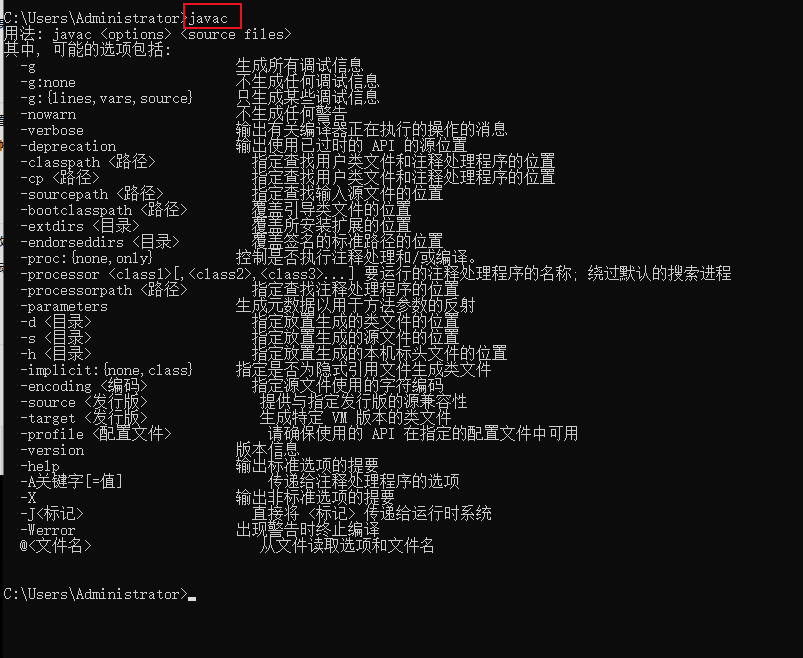 C:\Users\Administrator>javac
用法: javac <options> <source files>
其中, 可能的选项包括:
-g 生成所有调试信息
-g:none 不生成任何调试信息
-g:{lines,vars,source} 只生成某些调试信息
-nowarn 不生成任何警告
-verbose 输出有关编译器正在执行的操作的消息
-deprecation 输出使用已过时的 API 的源位置
-classpath <路径> 指定查找用户类文件和注释处理程序的位置
-cp <路径> 指定查找用户类文件和注释处理程序的位置
-sourcepath <路径> 指定查找输入源文件的位置
-bootclasspath <路径> 覆盖引导类文件的位置
-extdirs <目录> 覆盖所安装扩展的位置
-endorseddirs <目录> 覆盖签名的标准路径的位置
-proc:{none,only} 控制是否执行注释处理和/或编译。
-processor <class1>[,<class2>,<class3>...] 要运行的注释处理程序的名称; 绕过默认的搜索进程
-processorpath <路径> 指定查找注释处理程序的位置
-parameters 生成元数据以用于方法参数的反射
-d <目录> 指定放置生成的类文件的位置
-s <目录> 指定放置生成的源文件的位置
-h <目录> 指定放置生成的本机标头文件的位置
-implicit:{none,class} 指定是否为隐式引用文件生成类文件
-encoding <编码> 指定源文件使用的字符编码
-source <发行版> 提供与指定发行版的源兼容性
-target <发行版> 生成特定 VM 版本的类文件
-profile <配置文件> 请确保使用的 API 在指定的配置文件中可用
-version 版本信息
-help 输出标准选项的提要
-A关键字[=值] 传递给注释处理程序的选项
-X 输出非标准选项的提要
-J<标记> 直接将 <标记> 传递给运行时系统
-Werror 出现警告时终止编译
@<文件名> 从文件读取选项和文件名
C:\Users\Administrator>